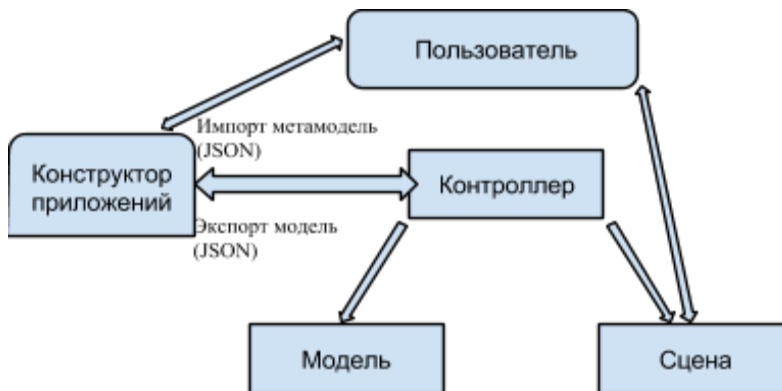 Пользователь
Импорт метамодель
(JSON)
Конструктор
приложений
Контроллер
Экспорт модель
(JSON)
Модель
Сцена